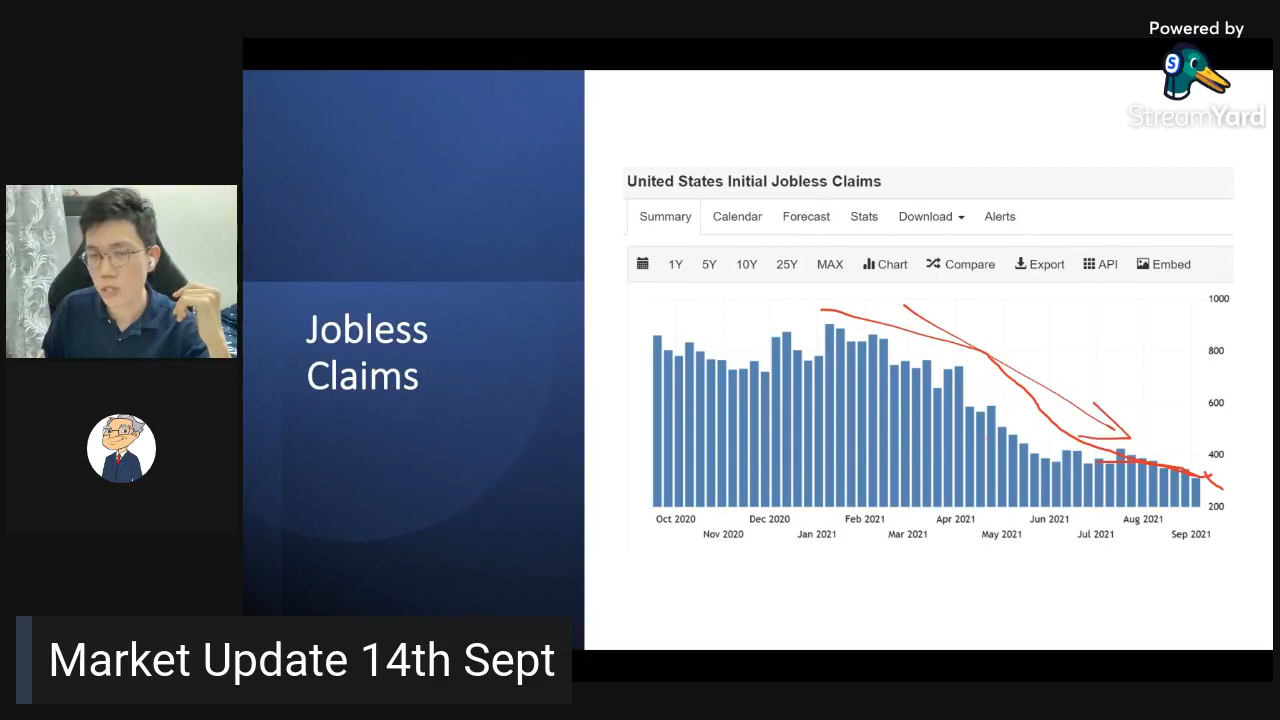 Powered by
S
StreamYard
Jobless
Claims
United States Initial Jobless Claims
Summary Calendar Forecast Stats Download Alerts
1Y 5Y 10Y 25Y MAX Chart Compare Export API Embed
1000
800
600
400
200
Oct 2020 Dec 2020 Feb 2021 Apr 2021 Jun 2021 Aug 2021
Nov 2020 Jan 2021 Mar 2021 May 2021 Jul 2021 Sep 2021
Market Update 14th Sept